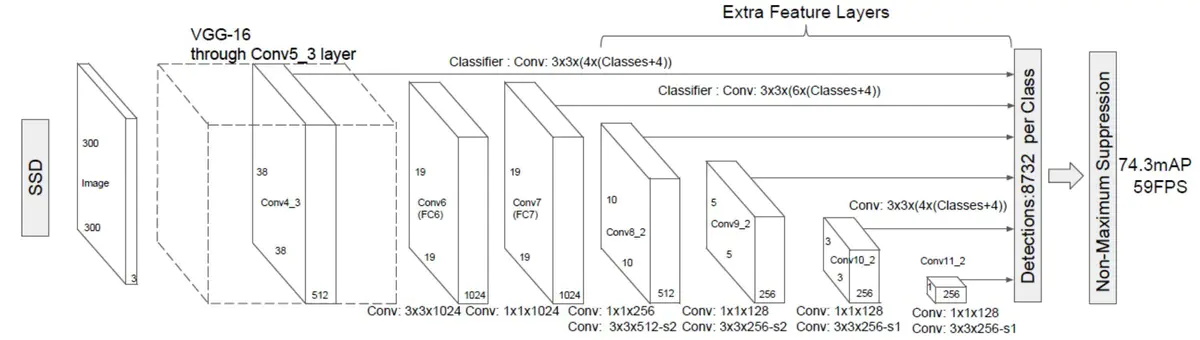 Extra Feature Layers
VGG-16
through Conv5_3 layer
Classifier : Conv: 3x3x(4x(Classes+4))
Classifier : Conv: 3x3x(6x(Classes+4))
SSD
300
Image
300
3
38
Conv4_3
38
512
19
Conv6
(FC6)
19
1024
19
Conv7
(FC7)
19
1024
10
Conv8_2
10
512
5
Conv9_2
5
256
Conv: 3x3x(4x(Classes+4))
3
Conv10_2
3
256
Conv11_2
1
256
Detections:8732 per Class
Non-Maximum Suppression
74.3mAP
59FPS
Conv: 3x3x1024
Conv: 1x1x1024
Conv: 1x1x256
Conv: 3x3x512-s2
Conv: 1x1x128
Conv: 3x3x256-s2
Conv: 1x1x128
Conv: 3x3x256-s1
Conv: 1x1x128
Conv: 3x3x256-s1